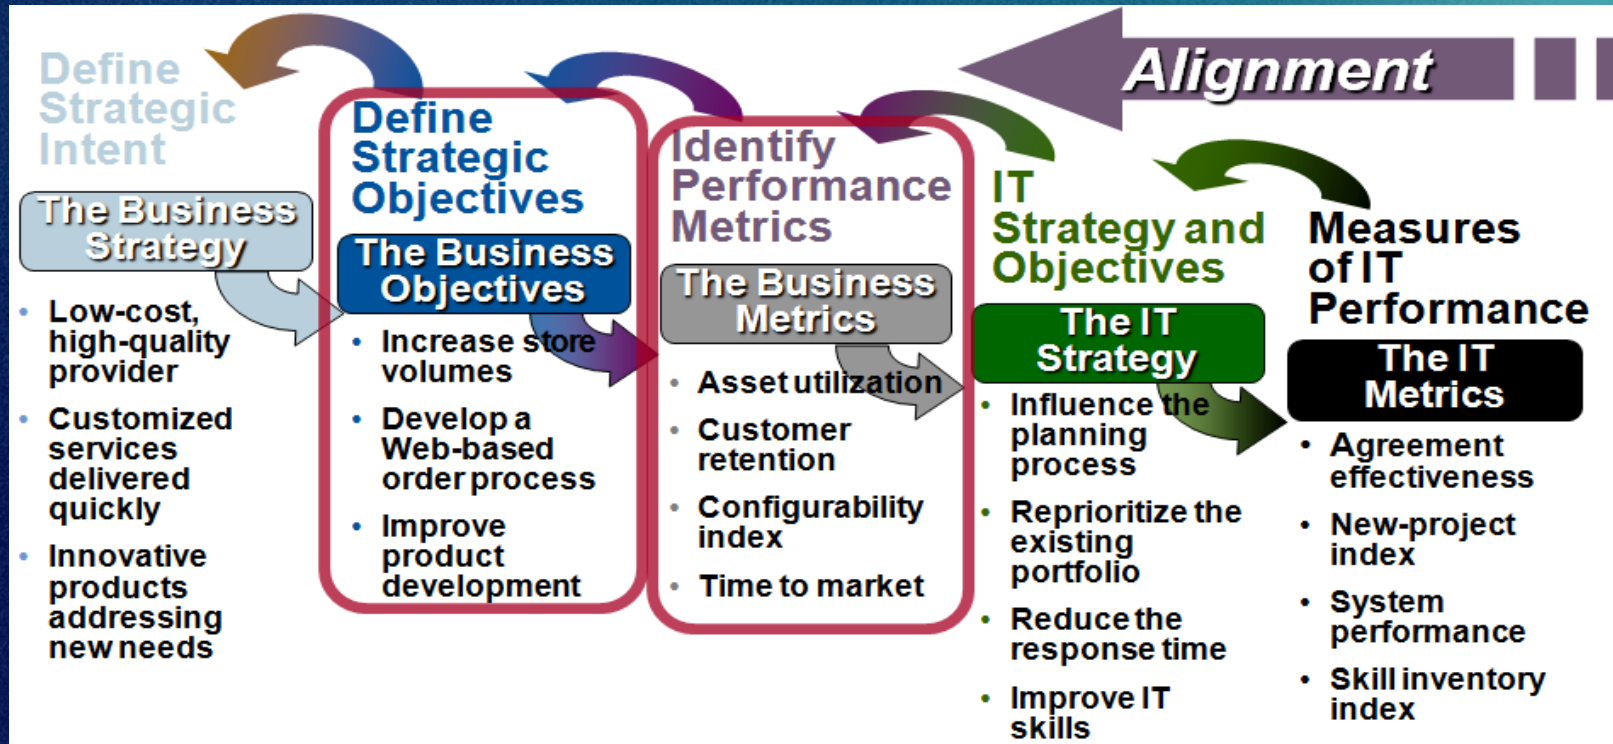 Alignment
Define
Strategic
Intent
The Business
Strategy
• Low-cost,
high-quality
provider
• Customized
services
delivered
quickly
• Innovative
products
addressing
new needs
Define
Strategic
Objectives
The Business
Objectives
• Increase store
volumes
• Develop a
Web-based
order process
• Improve
product
development
Identify
Performance
Metrics
The Business
Metrics
• Asset utilization
• Customer
retention
• Configurability
index
• Time to market
IT
Strategy and
Objectives
The IT
Strategy
• Influence the
planning
process
• Reprioritize the
existing
portfolio
• Reduce the
response time
• Improve IT
skills
Measures
of IT
Performance
The IT
Metrics
• Agreement
effectiveness
• New-project
index
• System
performance
• Skill inventory
index